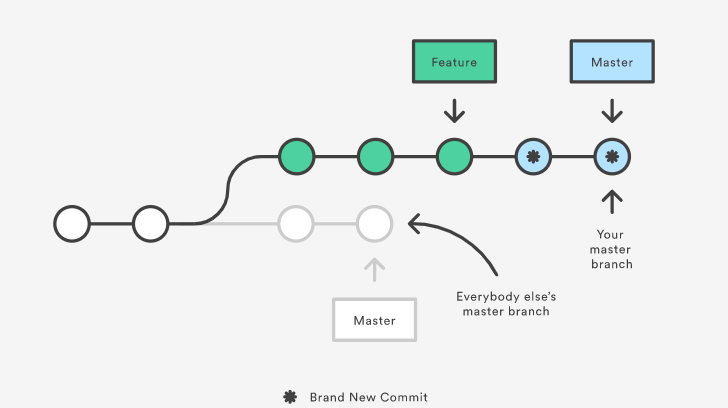 Feature
Master
Your
master
branch
Everybody else's
master branch
Master
Brand New Commit